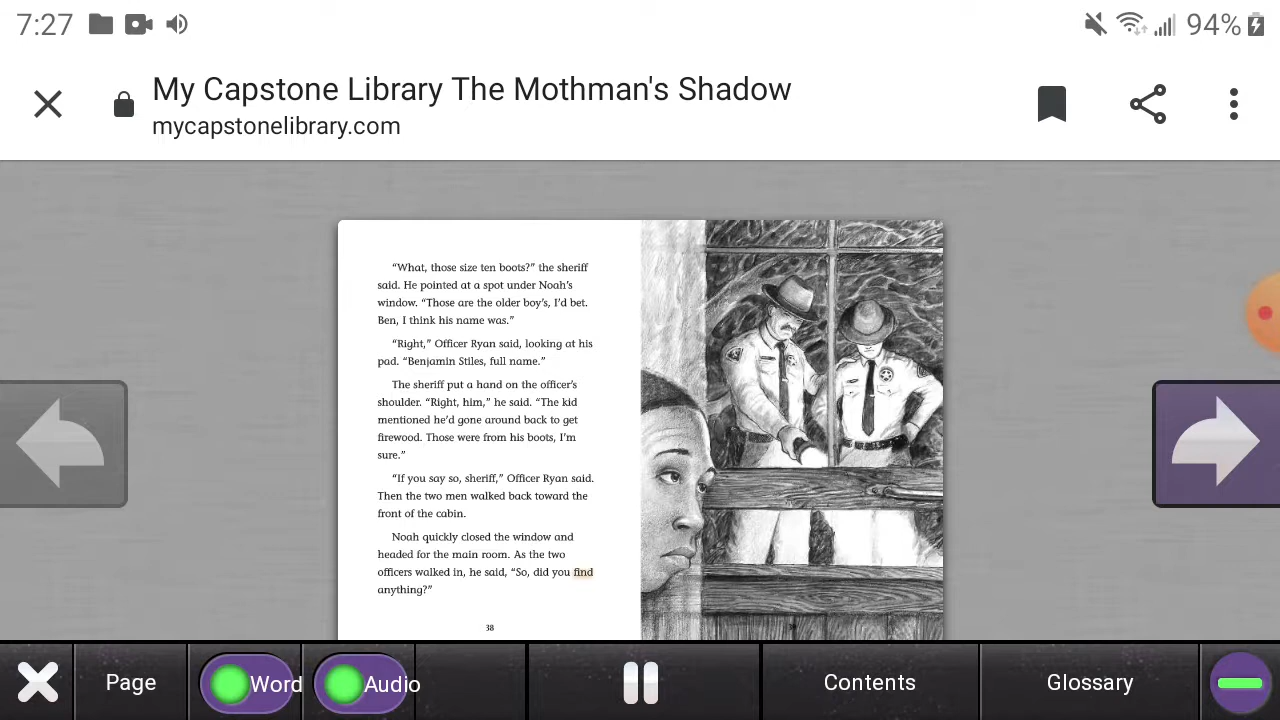 7:27
94%
My Capstone Library The Mothman's Shadow
mycapstonelibrary.com
“What, those size ten boots?” the sheriff
said. He pointed at a spot under Noah’s
window. “Those are the older boy’s, I’d bet.
Ben, I think his name was.”
“Right,” Officer Ryan said, looking at his
pad. “Benjamin Stiles, full name.”
The sheriff put a hand on the officer’s
shoulder. “Right, him,” he said. “The kid
mentioned he’d gone around back to get
firewood. Those were from his boots, I’m
sure.”
“If you say so, sheriff,” Officer Ryan said.
Then the two men walked back toward the
front of the cabin.
Noah quickly closed the window and
headed for the main room. As the two
officers walked in, he said, “So, did you find
anything?”
38
39
Page
Word
Audio
Contents
Glossary